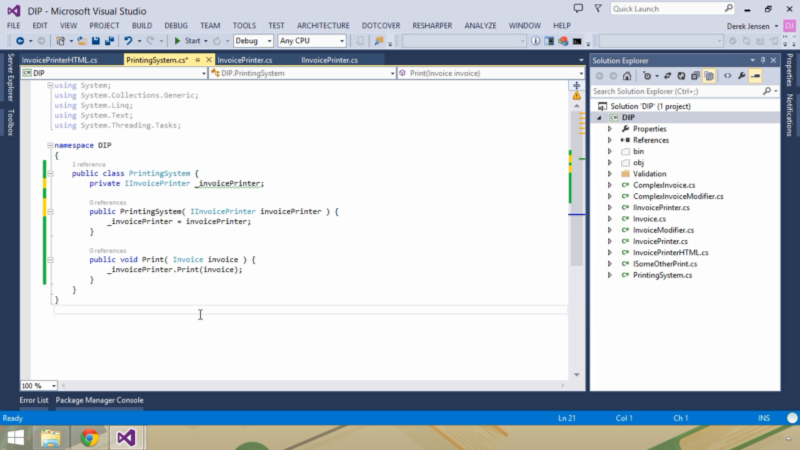 DIP - Microsoft Visual Studio
Quick Launch (Ctrl+Q)
FILE EDIT VIEW PROJECT BUILD DEBUG TEAM TOOLS TEST ARCHITECTURE DOTCOVER RESHARPER ANALYZE WINDOW HELP
Derek Jensen
DJ
Start Debug Any CPU
Server Explorer
Toolbox
InvoicePrinterHTML.cs PrintingSystem.cs* InvoicePrinter.cs IInvoicePrinter.cs
DIP DIP.PrintingSystem Print(Invoice invoice)
using System;
using System.Collections.Generic;
using System.Linq;
using System.Text;
using System.Threading.Tasks;
namespace DIP
{
1 reference
public class PrintingSystem {
private IInvoicePrinter _invoicePrinter;
0 references
public PrintingSystem( IInvoicePrinter invoicePrinter ) {
_invoicePrinter = invoicePrinter;
}
0 references
public void Print( Invoice invoice ) {
_invoicePrinter.Print(invoice);
}
}
}
100 %
Solution Explorer
Search Solution Explorer (Ctrl+;)
Solution 'DIP' (1 project)
DIP
Properties
References
bin
obj
Validation
ComplexInvoice.cs
ComplexInvoiceModifier.cs
IInvoicePrinter.cs
Invoice.cs
InvoiceModifier.cs
InvoicePrinter.cs
InvoicePrinterHTML.cs
ISomeOtherPrint.cs
PrintingSystem.cs
Properties
Notifications
Error List Package Manager Console
Ready Ln 21 Col 1 Ch 1 INS